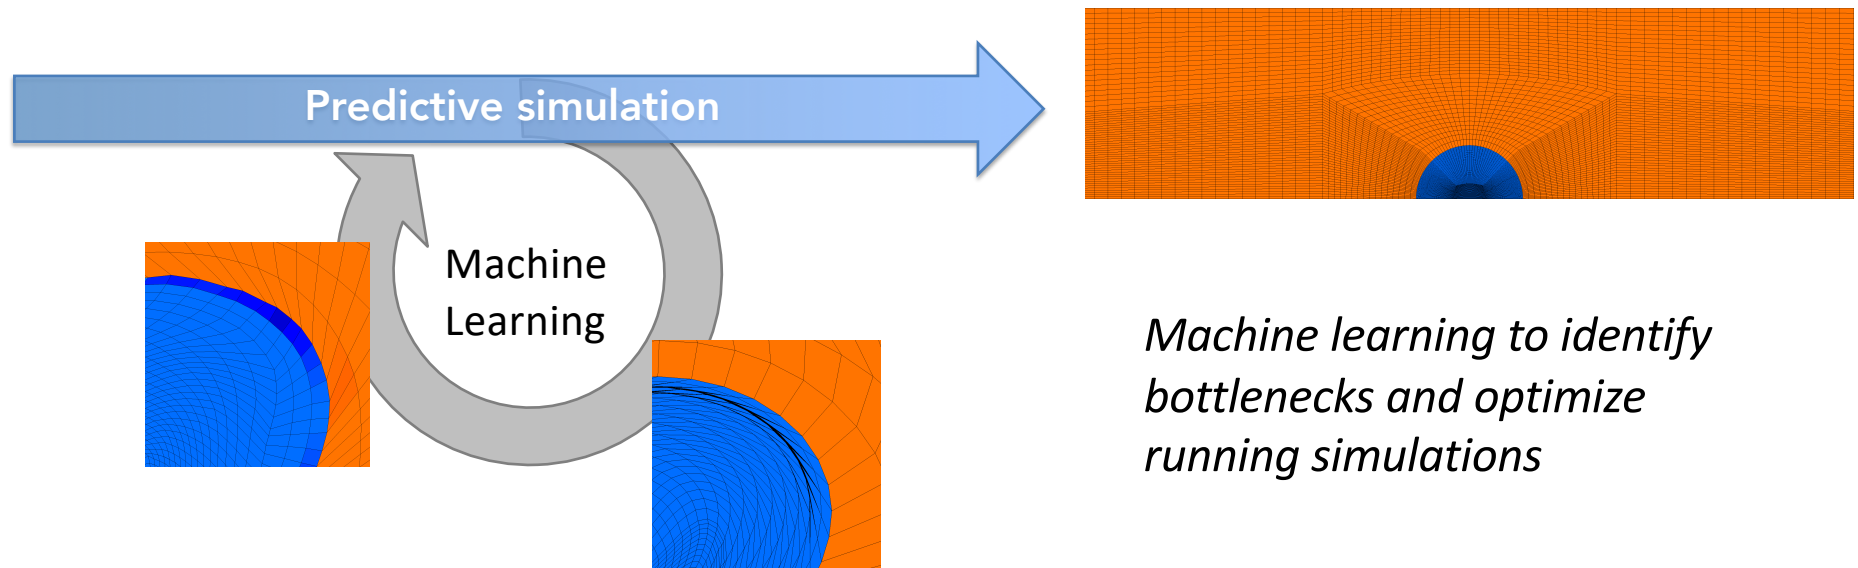 Predictive simulation
Machine
Learning
Machine learning to identify
bottlenecks and optimize
running simulations